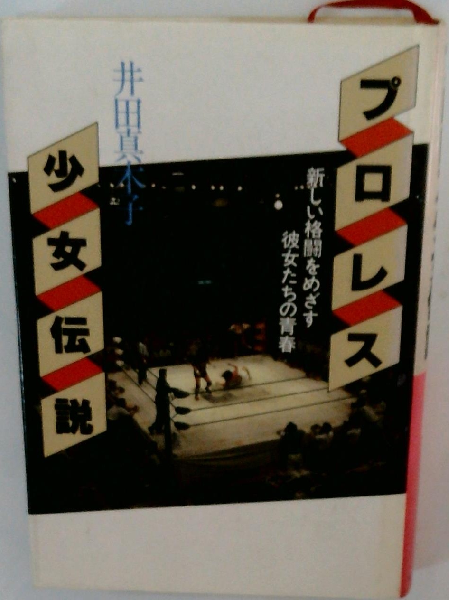 プロレス
少女伝説
井田真木子
新しい格闘をめざす
彼女たちの青春